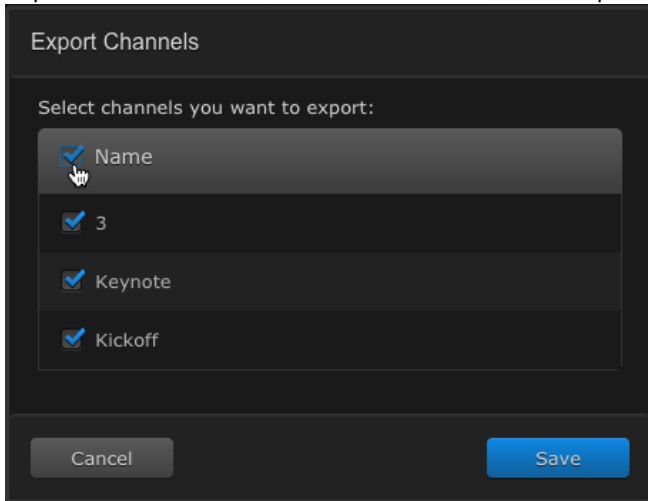 Export Channels
Select channels you want to export:
Name
3
Keynote
Kickoff
Cancel Save